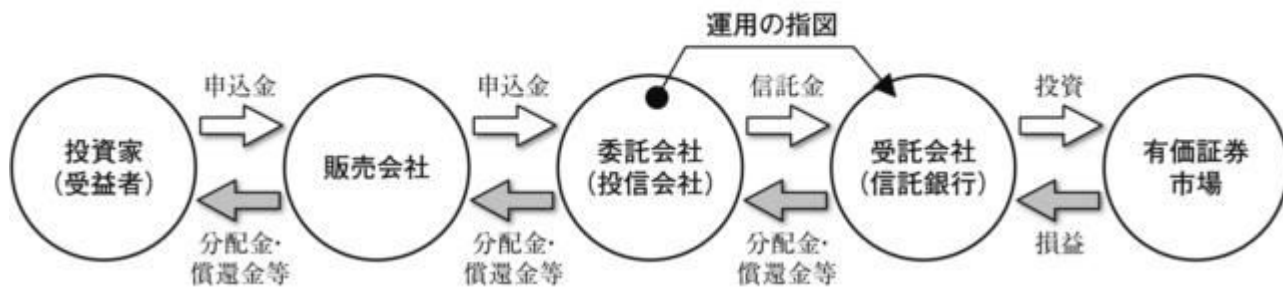 運用の指図
申込金
申込金
信託金
投資
投資家
(受益者)
販売会社
委託会社
(投信会社)
受託会社
(信託銀行)
有価証券
市場
分配金・
償還金等
分配金・
償還金等
分配金・
償還金等
損益